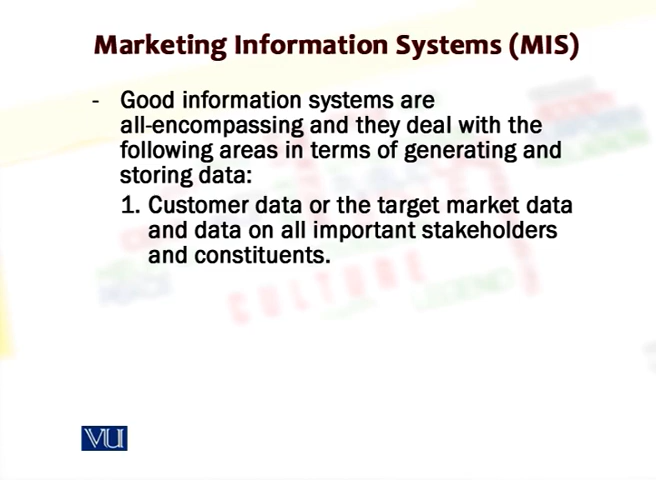 Marketing Information Systems (MIS)
- Good information systems are
all-encompassing and they deal with the
following areas in terms of generating and
storing data:
1. Customer data or the target market data
and data on all important stakeholders
and constituents.
CULTURE
VU